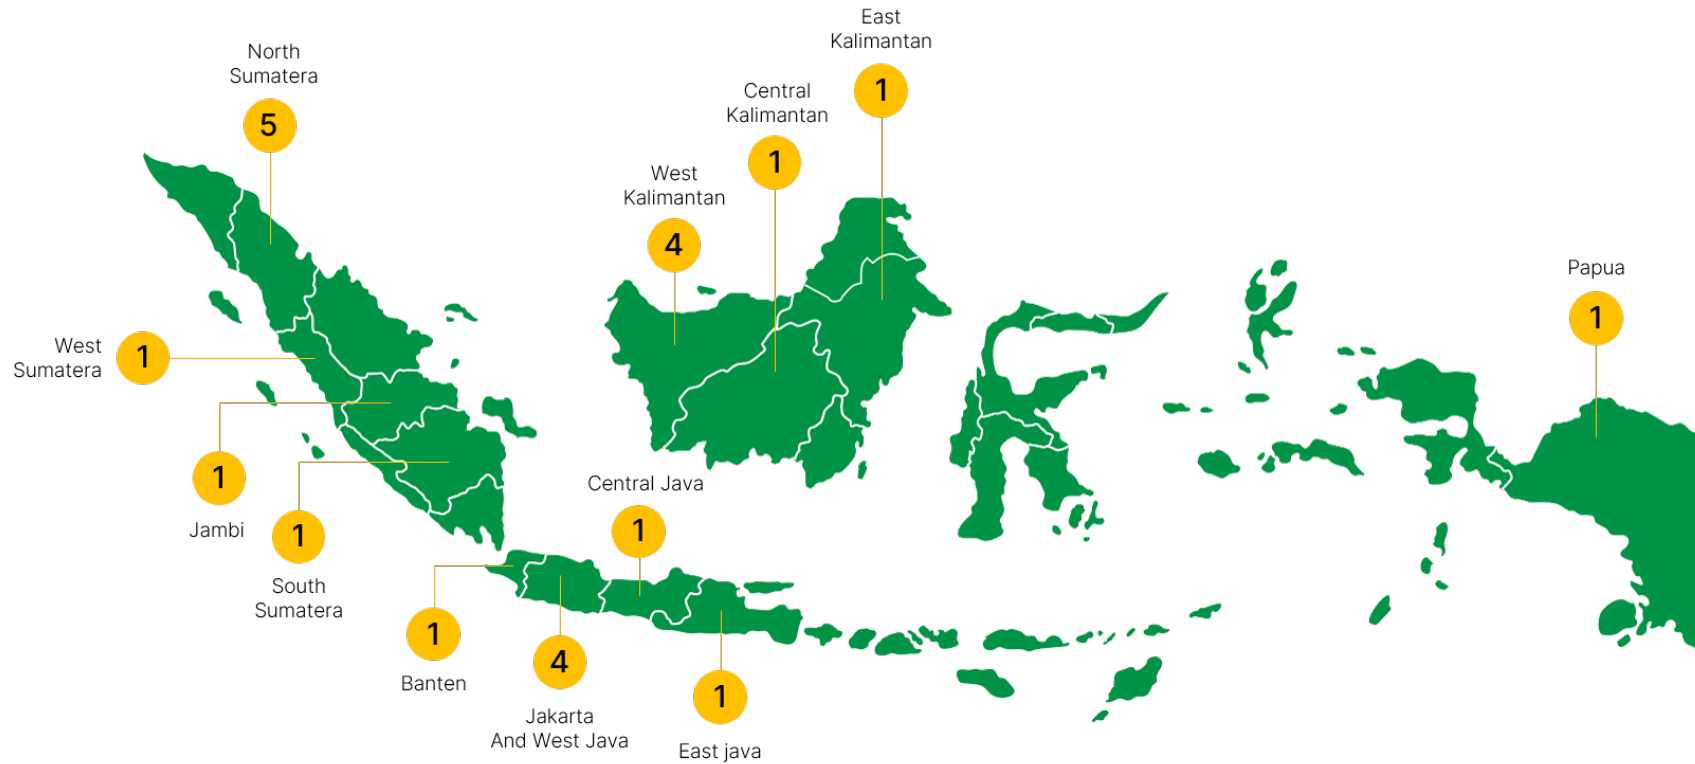 North
Sumatera
5
East
Kalimantan
1
Central
Kalimantan
1
West
Kalimantan
4
Papua
1
West
Sumatera
1
1
Jambi
1
South
Sumatera
Central Java
1
1
Banten
4
Jakarta
And West Java
1
East java